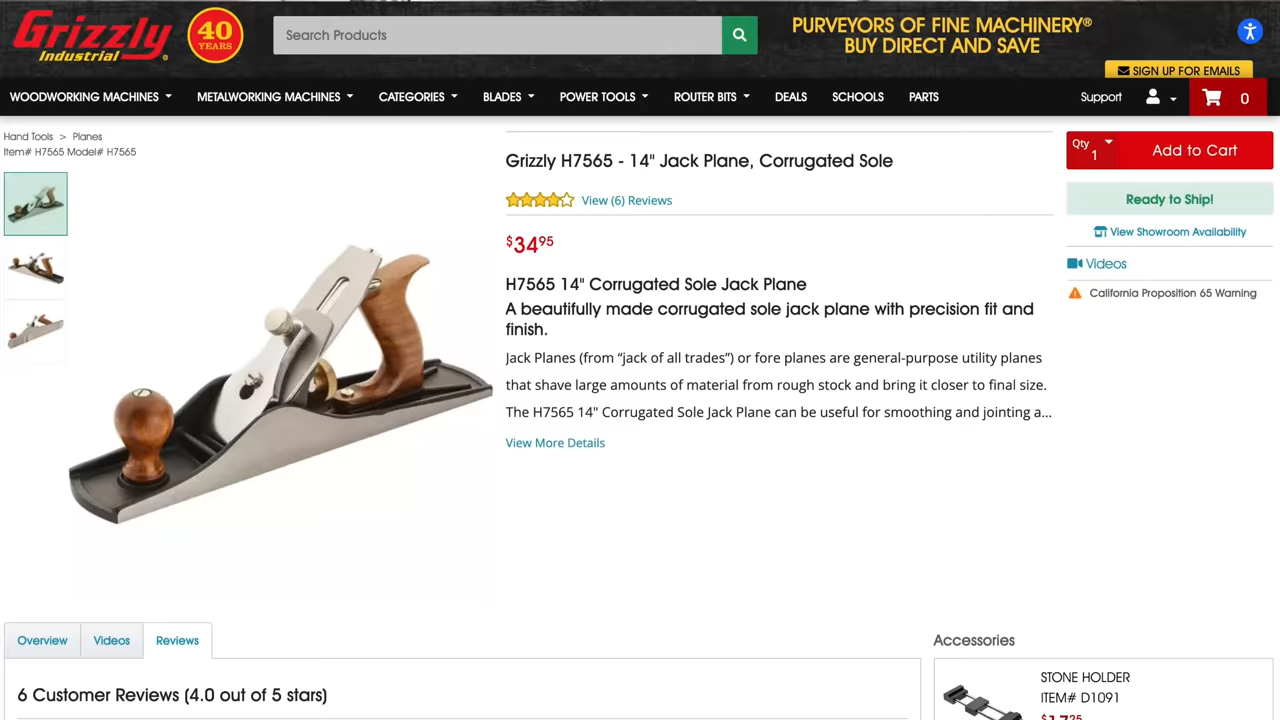 Grizzly
Industrial
40
YEARS
Search Products
PURVEYORS OF FINE MACHINERY®
BUY DIRECT AND SAVE
SIGN UP FOR EMAILS
WOODWORKING MACHINES METALWORKING MACHINES CATEGORIES BLADES POWER TOOLS ROUTER BITS DEALS SCHOOLS PARTS Support 0
Hand Tools > Planes
Item# H7565 Model# H7565
Grizzly H7565 - 14" Jack Plane, Corrugated Sole
View (6) Reviews
$3495
H7565 14" Corrugated Sole Jack Plane
A beautifully made corrugated sole jack plane with precision fit and
finish.
Jack Planes (from “jack of all trades”) or fore planes are general-purpose utility planes
that shave large amounts of material from rough stock and bring it closer to final size.
The H7565 14" Corrugated Sole Jack Plane can be useful for smoothing and jointing a...
View More Details
Qty
1
Add to Cart
Ready to Ship!
View Showroom Availability
Videos
California Proposition 65 Warning
Overview Videos Reviews
6 Customer Reviews (4.0 out of 5 stars)
Accessories
STONE HOLDER
ITEM# D1091
$1725